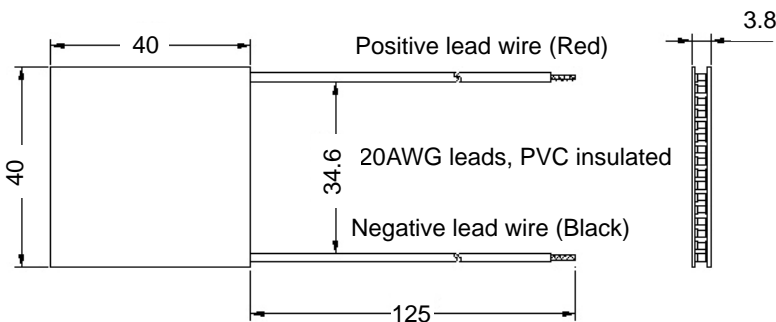 3.8
40
Positive lead wire (Red)
40
34.6
20AWG leads, PVC insulated
Negative lead wire (Black)
125